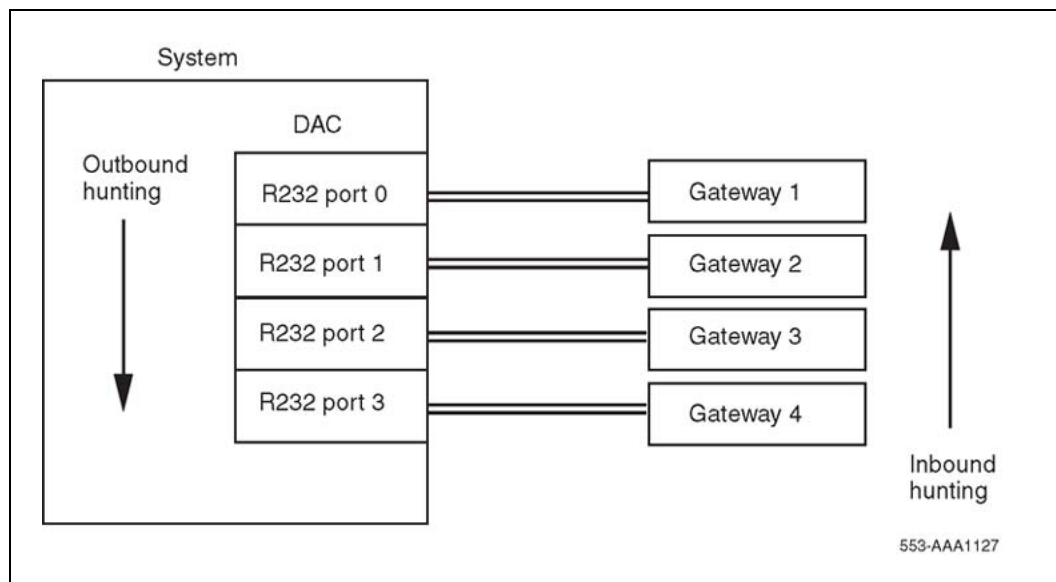 System
DAC
Outbound
hunting
R232 port 0
Gateway 1
R232 port 1
Gateway 2
R232 port 2
Gateway 3
R232 port 3
Gateway 4
Inbound
hunting
553-AAA1127